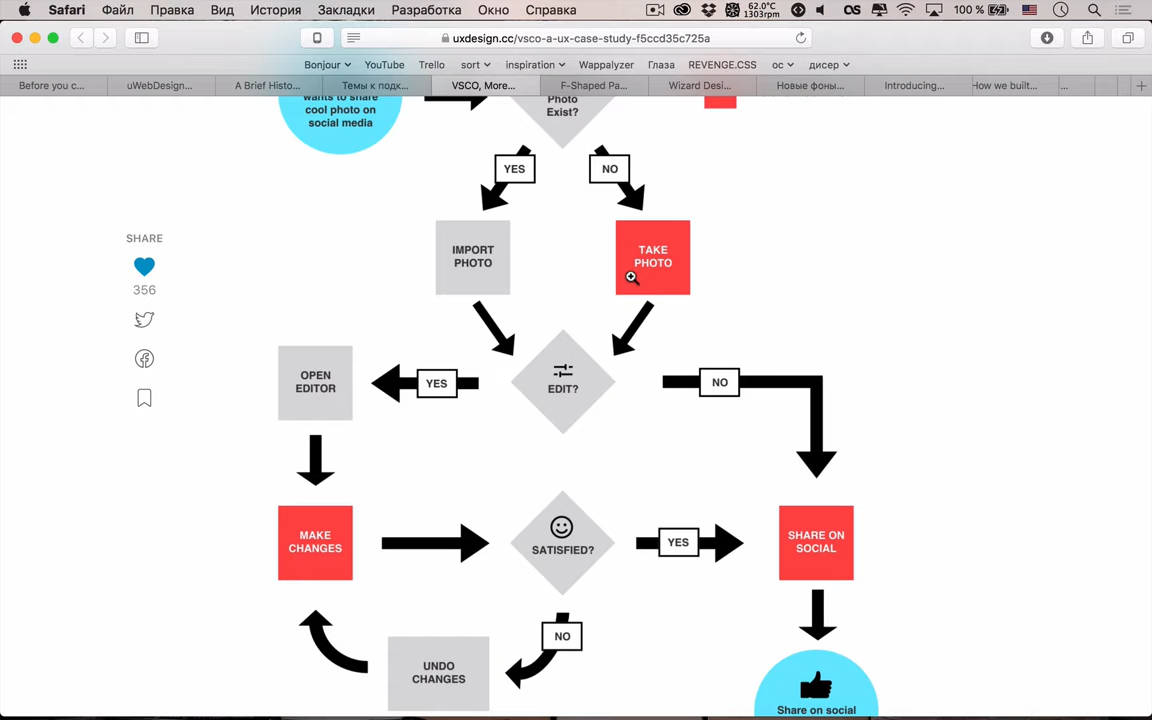 Safari Файл Правка Вид История Закладки Разработка Окно Справка 62.0°C 1303rpm 100 %
uxdesign.cc/vsco-a-ux-case-study-f5ccd35c725a
Bonjour YouTube Trello sort inspiration Wappalyzer Глаза REVENGE.CSS ос дисер
Before you c... uWebDesign... A Brief Histo... Темы к подк... VSCO, More... F-Shaped Pa... Wizard Desi... Новые фоны... Introducing... How we built... ...
wants to share
cool photo on
social media
Photo
Exist?
YES
NO
SHARE
356
IMPORT
PHOTO
TAKE
PHOTO
OPEN
EDITOR
YES
EDIT?
NO
MAKE
CHANGES
SATISFIED?
YES
SHARE ON
SOCIAL
NO
UNDO
CHANGES
Share on social